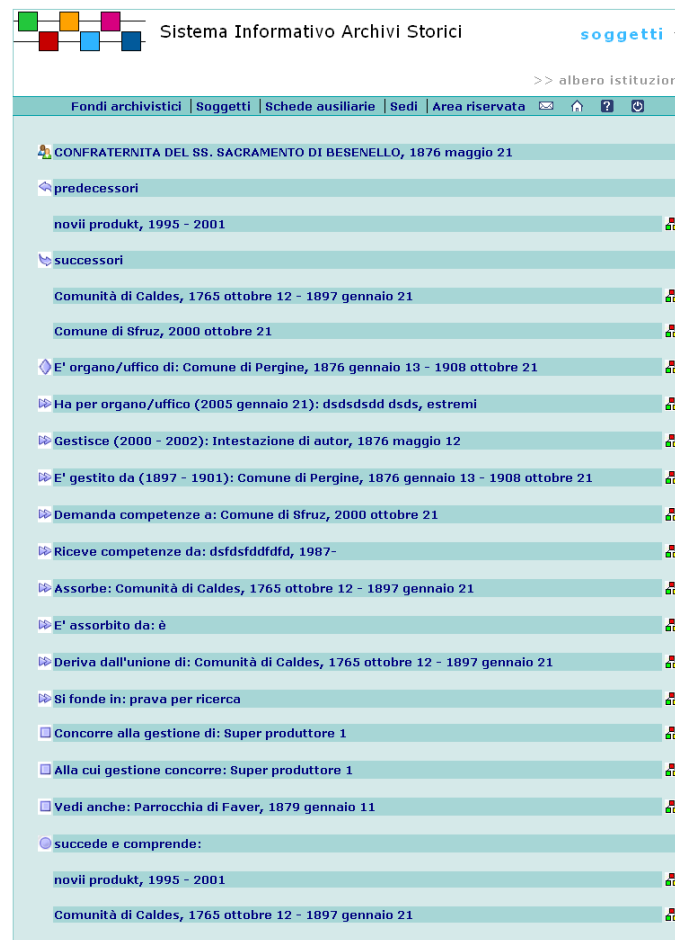 Sistema Informativo Archivi Storici
soggetti
>> albero istituzion
Fondi archivistici | Soggetti | Schede ausiliarie | Sedi | Area riservata
CONFRATERNITA DEL SS. SACRAMENTO DI BESENELLO, 1876 maggio 21
predecessori
novii produkt, 1995 - 2001
successori
Comunità di Caldes, 1765 ottobre 12 - 1897 gennaio 21
Comune di Sfruz, 2000 ottobre 21
E' organo/uffico di: Comune di Pergine, 1876 gennaio 13 - 1908 ottobre 21
Ha per organo/uffico (2005 gennaio 21): dsdsdsdd dsds, estremi
Gestisce (2000 - 2002): Intestazione di autor, 1876 maggio 12
E' gestito da (1897 - 1901): Comune di Pergine, 1876 gennaio 13 - 1908 ottobre 21
Demanda competenze a: Comune di Sfruz, 2000 ottobre 21
Riceve competenze da: dsfdsfddfdfd, 1987-
Assorbe: Comunità di Caldes, 1765 ottobre 12 - 1897 gennaio 21
E' assorbito da: è
Deriva dall'unione di: Comunità di Caldes, 1765 ottobre 12 - 1897 gennaio 21
Si fonde in: prava per ricerca
Concorre alla gestione di: Super produttore 1
Alla cui gestione concorre: Super produttore 1
Vedi anche: Parrocchia di Faver, 1879 gennaio 11
succede e comprende:
novii produkt, 1995 - 2001
Comunità di Caldes, 1765 ottobre 12 - 1897 gennaio 21